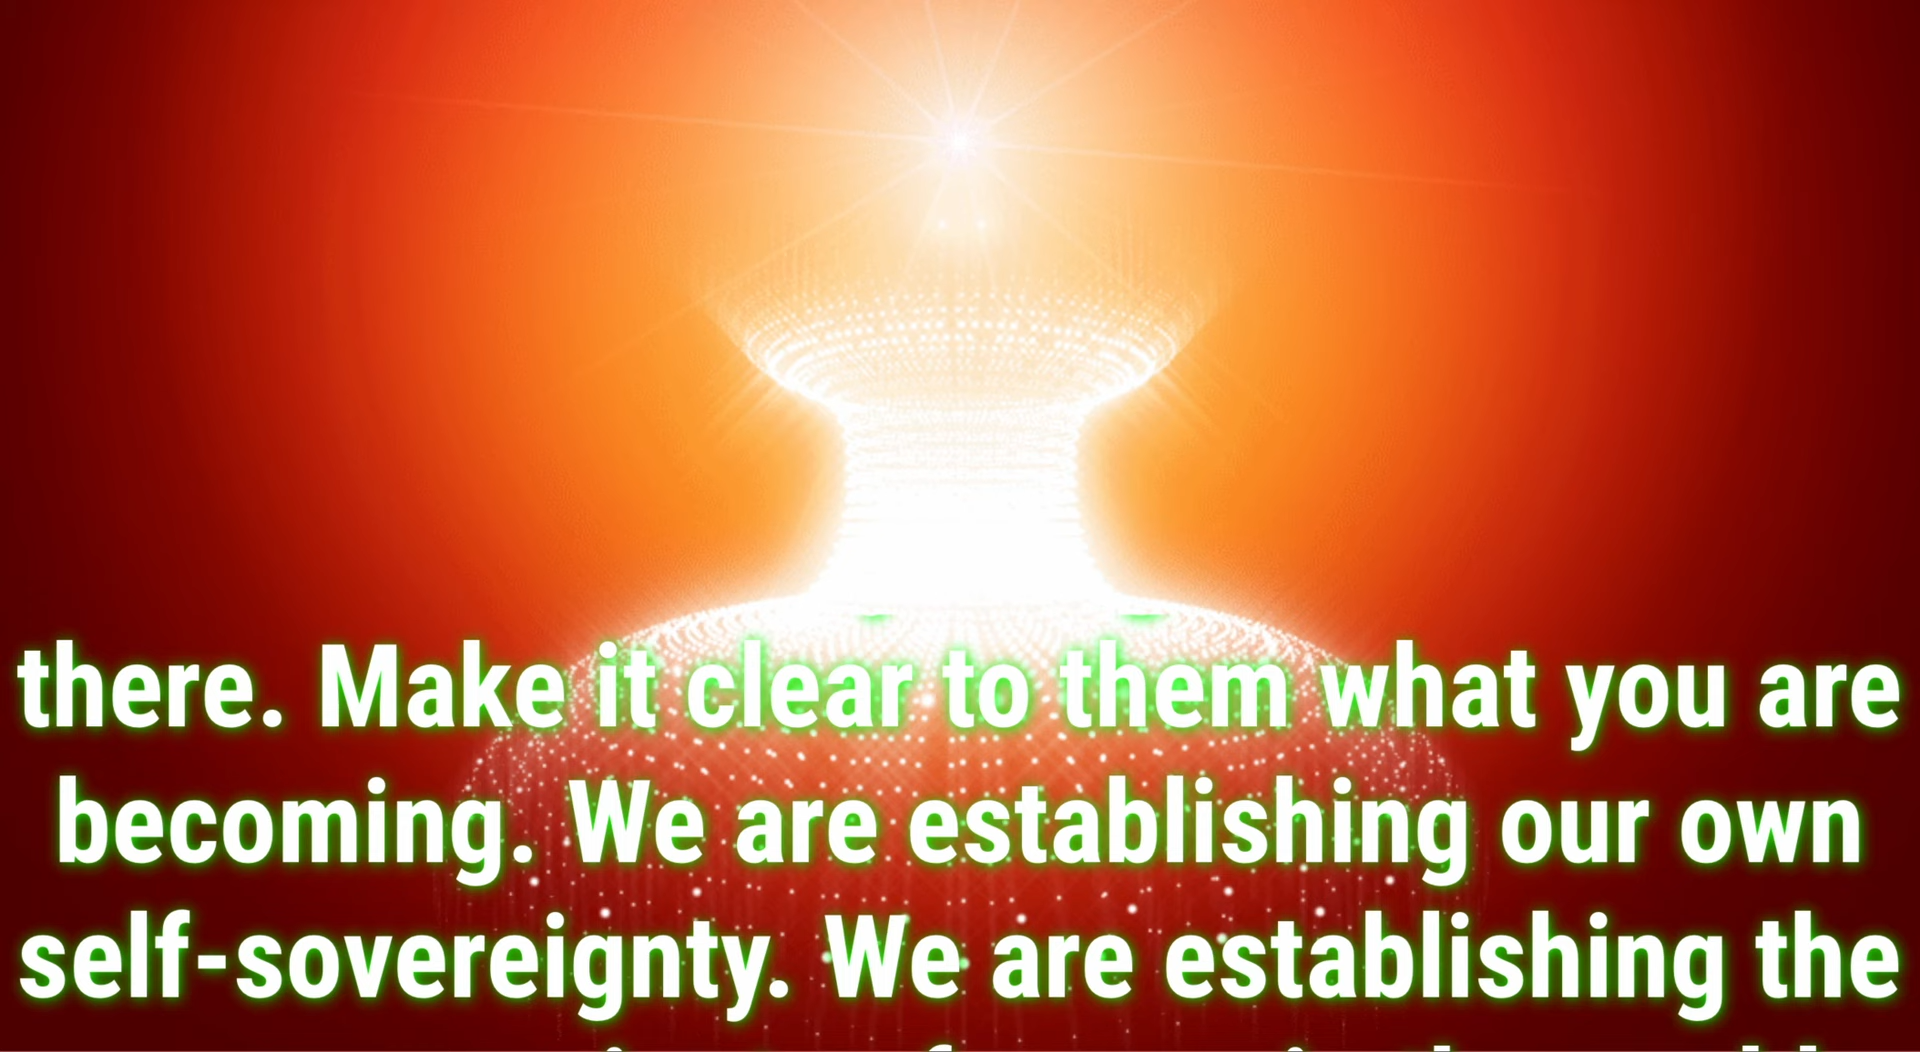 there. Make it clear to them what you are
becoming. We are establishing our own
self-sovereignty. We are establishing the